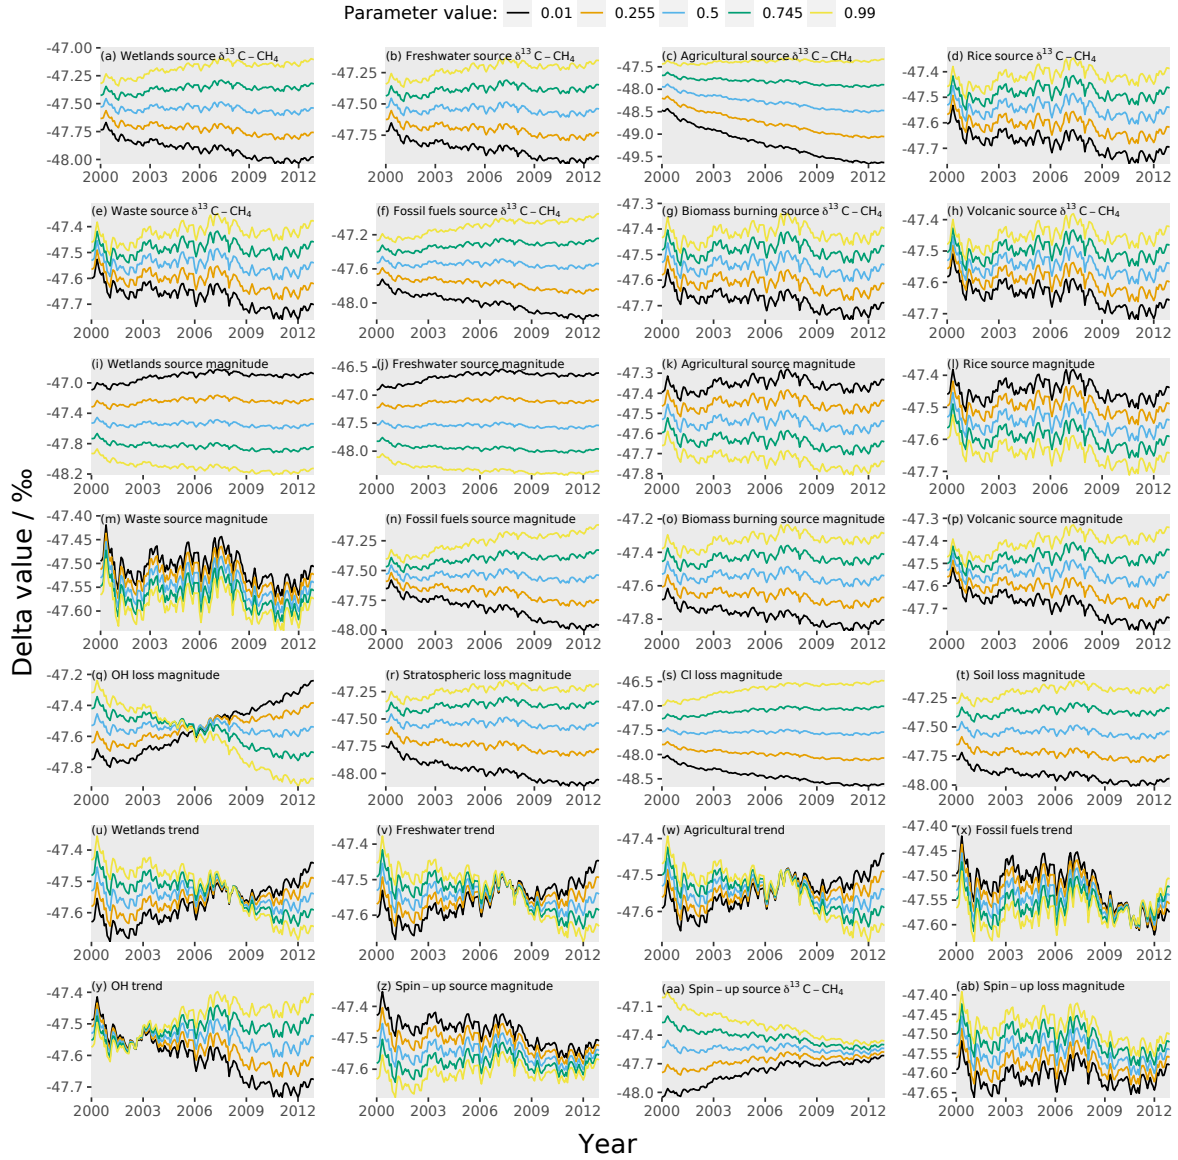 Parameter value: 0.01 0.255 0.5 0.745 0.99
Delta value / ‰
(a) Wetlands source δ¹³ C – CH₄
-47.00
-47.25
-47.50
-47.75
-48.00
2000 2003 2006 2009 2012
(b) Freshwater source δ¹³ C – CH₄
-47.25
-47.50
-47.75
2000 2003 2006 2009 2012
(c) Agricultural source δ¹³ C – CH₄
-47.5
-48.0
-48.5
-49.0
-49.5
2000 2003 2006 2009 2012
(d) Rice source δ¹³ C – CH₄
-47.4
-47.5
-47.6
-47.7
2000 2003 2006 2009 2012
(e) Waste source δ¹³ C – CH₄
-47.4
-47.5
-47.6
-47.7
2000 2003 2006 2009 2012
(f) Fossil fuels source δ¹³ C – CH₄
-47.2
-47.6
-48.0
2000 2003 2006 2009 2012
(g) Biomass burning source δ¹³ C – CH₄
-47.3
-47.4
-47.5
-47.6
-47.7
2000 2003 2006 2009 2012
(h) Volcanic source δ¹³ C – CH₄
-47.4
-47.5
-47.6
-47.7
2000 2003 2006 2009 2012
(i) Wetlands source magnitude
-47.0
-47.4
-47.8
-48.2
2000 2003 2006 2009 2012
(j) Freshwater source magnitude
-46.5
-47.0
-47.5
-48.0
2000 2003 2006 2009 2012
(k) Agricultural source magnitude
-47.3
-47.4
-47.5
-47.6
-47.7
-47.8
2000 2003 2006 2009 2012
(l) Rice source magnitude
-47.4
-47.5
-47.6
-47.7
2000 2003 2006 2009 2012
(m) Waste source magnitude
-47.40
-47.45
-47.50
-47.55
-47.60
2000 2003 2006 2009 2012
(n) Fossil fuels source magnitude
-47.25
-47.50
-47.75
-48.00
2000 2003 2006 2009 2012
(o) Biomass burning source magnitude
-47.2
-47.4
-47.6
-47.8
2000 2003 2006 2009 2012
(p) Volcanic source magnitude
-47.3
-47.4
-47.5
-47.6
-47.7
2000 2003 2006 2009 2012
(q) OH loss magnitude
-47.2
-47.4
-47.6
-47.8
2000 2003 2006 2009 2012
(r) Stratospheric loss magnitude
-47.25
-47.50
-47.75
-48.00
2000 2003 2006 2009 2012
(s) Cl loss magnitude
-46.5
-47.0
-47.5
-48.0
-48.5
2000 2003 2006 2009 2012
(t) Soil loss magnitude
-47.25
-47.50
-47.75
-48.00
2000 2003 2006 2009 2012
(u) Wetlands trend
-47.4
-47.5
-47.6
2000 2003 2006 2009 2012
(v) Freshwater trend
-47.4
-47.5
-47.6
2000 2003 2006 2009 2012
(w) Agricultural trend
-47.4
-47.5
-47.6
2000 2003 2006 2009 2012
(x) Fossil fuels trend
-47.40
-47.45
-47.50
-47.55
-47.60
2000 2003 2006 2009 2012
(y) OH trend
-47.4
-47.5
-47.6
-47.7
2000 2003 2006 2009 2012
(z) Spin – up source magnitude
-47.4
-47.5
-47.6
2000 2003 2006 2009 2012
(aa) Spin – up source δ¹³ C – CH₄
-47.1
-47.4
-47.7
-48.0
2000 2003 2006 2009 2012
(ab) Spin – up loss magnitude
-47.40
-47.45
-47.50
-47.55
-47.60
-47.65
2000 2003 2006 2009 2012
Year